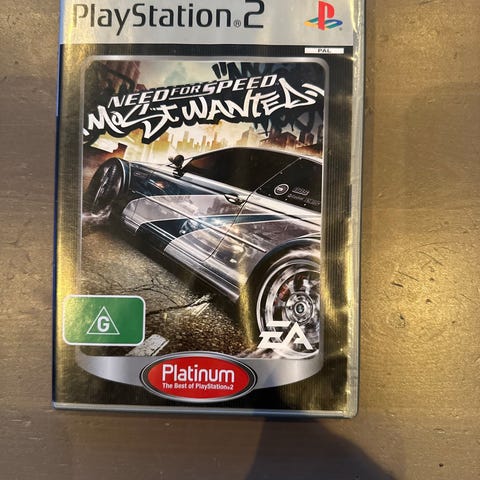 PlayStation®2
PAL
NEED FOR SPEED
MOST WANTED
G
EA
Platinum
The Best of PlayStation®2